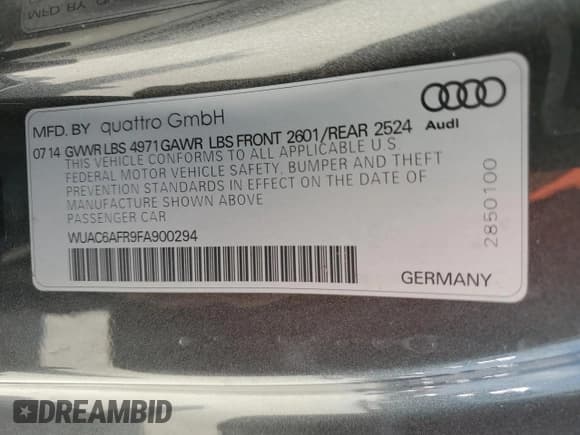 MFD. BY quattro GmbH
Audi
07 14 GVWR LBS 4971 GAWR LBS FRONT 2601/REAR 2524
THIS VEHICLE CONFORMS TO ALL APPLICABLE U.S.
FEDERAL MOTOR VEHICLE SAFETY, BUMPER AND THEFT
PREVENTION STANDARDS IN EFFECT ON THE DATE OF
MANUFACTURE SHOWN ABOVE
PASSENGER CAR
WUAC6AFR9FA900294
GERMANY
2850100
DREAMBID